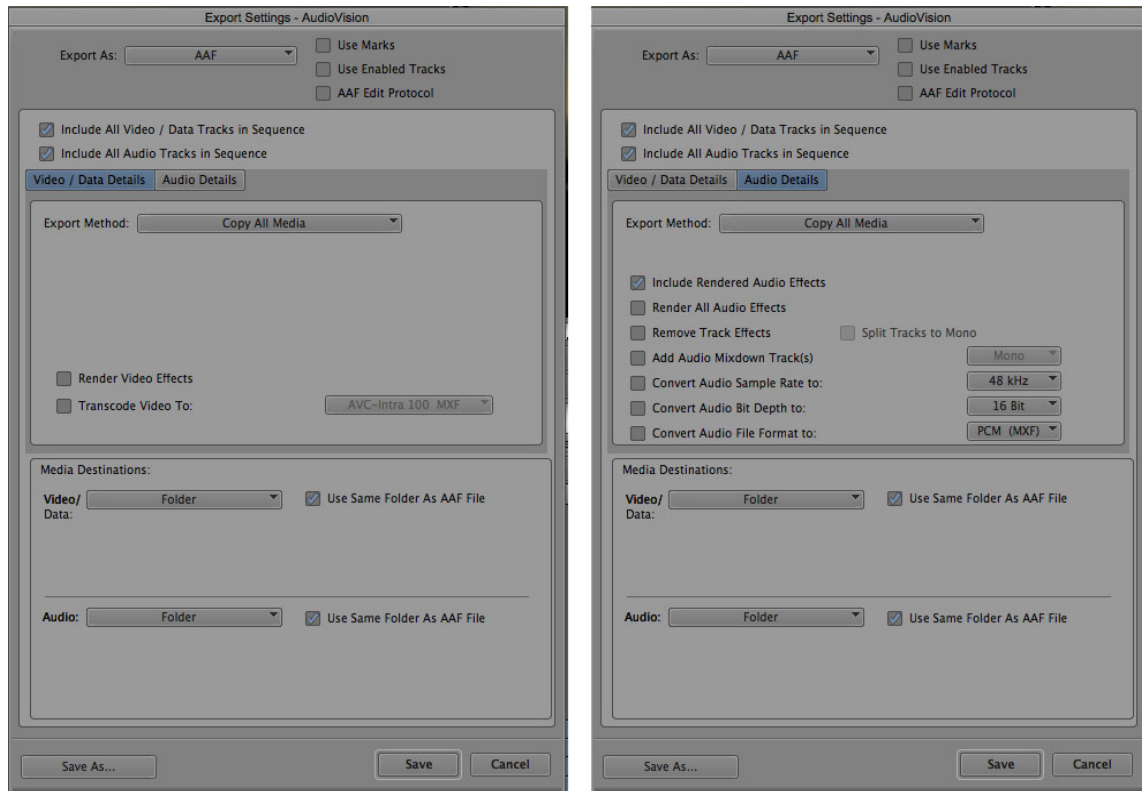 Export Settings - AudioVision
Export As: AAF
Use Marks
Use Enabled Tracks
AAF Edit Protocol
Include All Video / Data Tracks in Sequence
Include All Audio Tracks in Sequence
Video / Data Details Audio Details
Export Method: Copy All Media
Render Video Effects
Transcode Video To: AVC-Intra 100 MXF
Media Destinations:
Video/ Folder Use Same Folder As AAF File
Data:
Audio: Folder Use Same Folder As AAF File
Save As... Save Cancel
Export Settings - AudioVision
Export As: AAF
Use Marks
Use Enabled Tracks
AAF Edit Protocol
Include All Video / Data Tracks in Sequence
Include All Audio Tracks in Sequence
Video / Data Details Audio Details
Export Method: Copy All Media
Include Rendered Audio Effects
Render All Audio Effects
Remove Track Effects Split Tracks to Mono
Add Audio Mixdown Track(s) Mono
Convert Audio Sample Rate to: 48 kHz
Convert Audio Bit Depth to: 16 Bit
Convert Audio File Format to: PCM (MXF)
Media Destinations:
Video/ Folder Use Same Folder As AAF File
Data:
Audio: Folder Use Same Folder As AAF File
Save As... Save Cancel